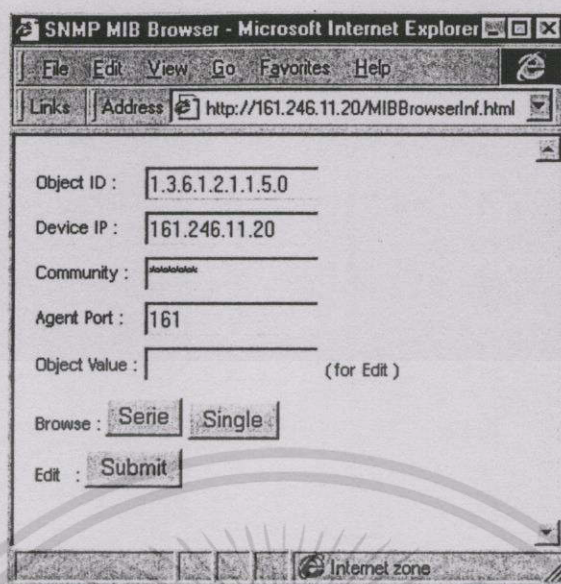 SNMP MIB Browser - Microsoft Internet Explorer
File Edit View Go Favorites Help
Links Address http://161.246.11.20/MIBBrowserInf.html
Object ID : 1.3.6.1.2.1.1.5.0
Device IP : 161.246.11.20
Community : ******
Agent Port : 161
Object Value : (for Edit )
Browse : Serie Single
Edit : Submit
Internet zone